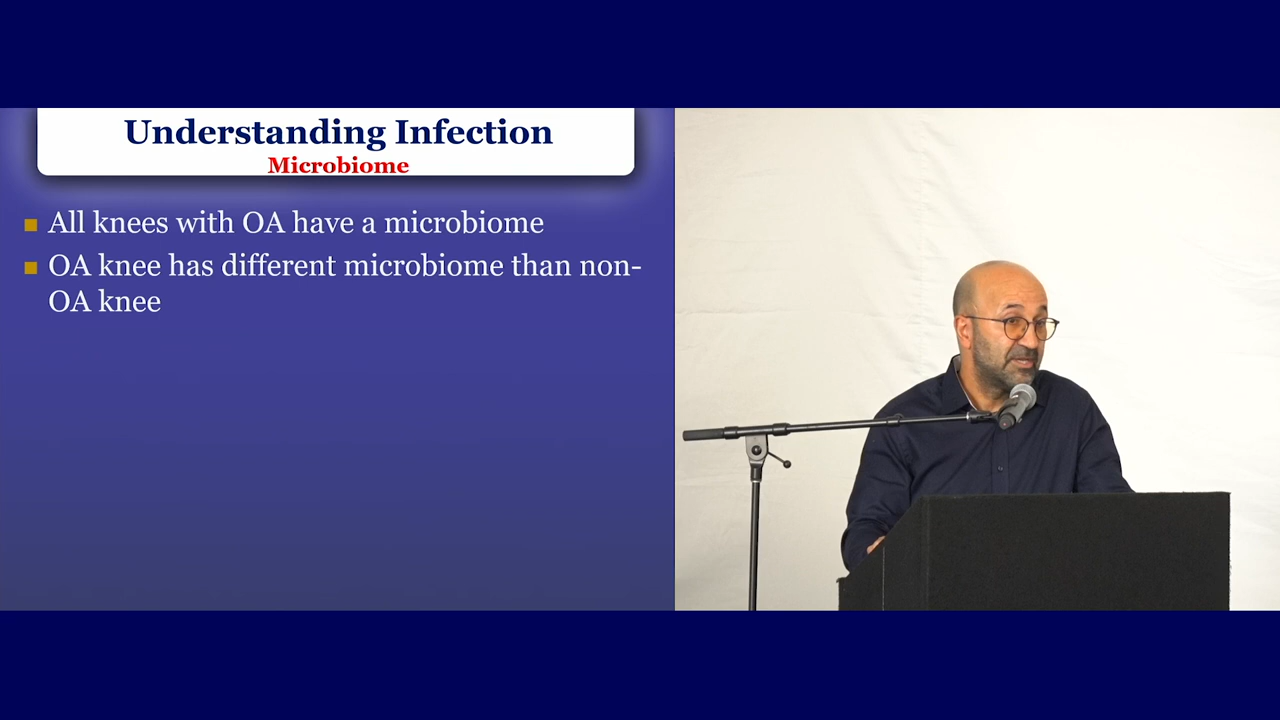 Understanding Infection
Microbiome
All knees with OA have a microbiome
OA knee has different microbiome than non-
OA knee